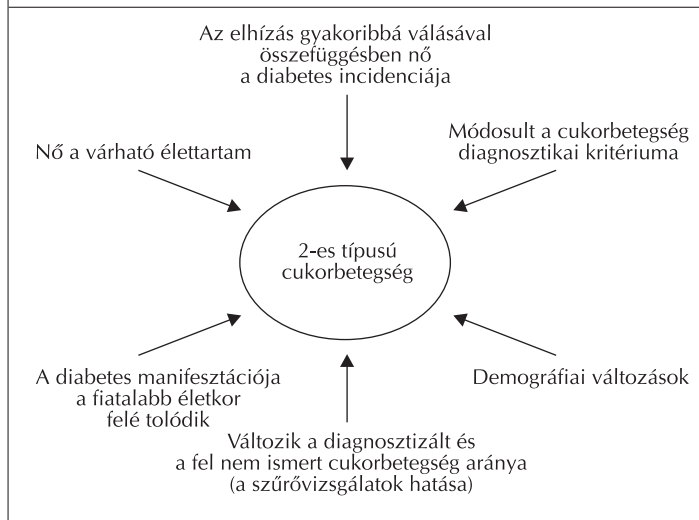 Az elhízás gyakoribbá válásával
összefüggésben nő
a diabetes incidenciája
Nő a várható élettartam
Módosult a cukorbetegség
diagnosztikai kritériuma
2-es típusú
cukorbetegség
A diabetes manifesztációja
a fiatalabb életkor
felé tolódik
Demográfiai változások
Változik a diagnosztizált és
a fel nem ismert cukorbetegség aránya
(a szűrővizsgálatok hatása)